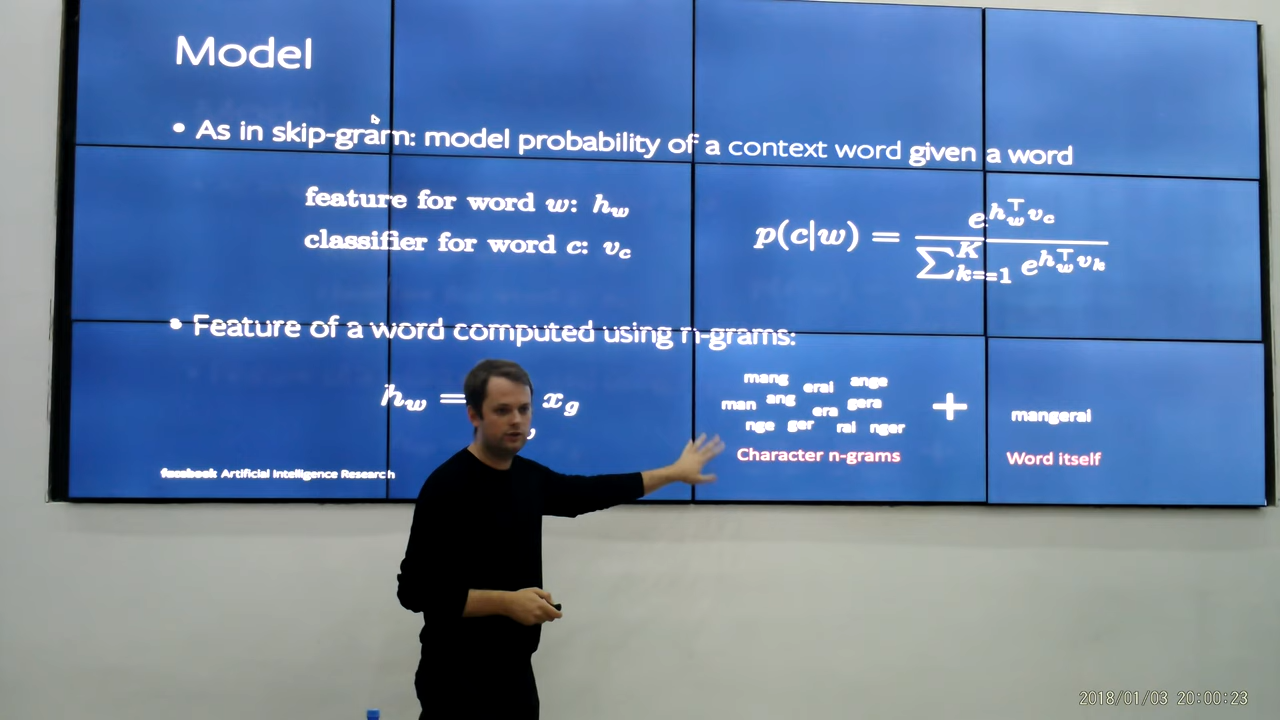 Model
• As in skip-gram: model probability of a context word given a word
feature for word w: h_w
classifier for word c: v_c
p(c|w) = e^{h_w^⊤ v_c} / ∑_{k==1}^{K} e^{h_w^⊤ v_k}
• Feature of a word computed using n-grams:
h_w = x_g
mang eral ange
man ang era gera
nge ger ral nger
+
mangerai
Character n-grams
Word itself
facebook Artificial Intelligence Research
2018/01/03 20:00:23